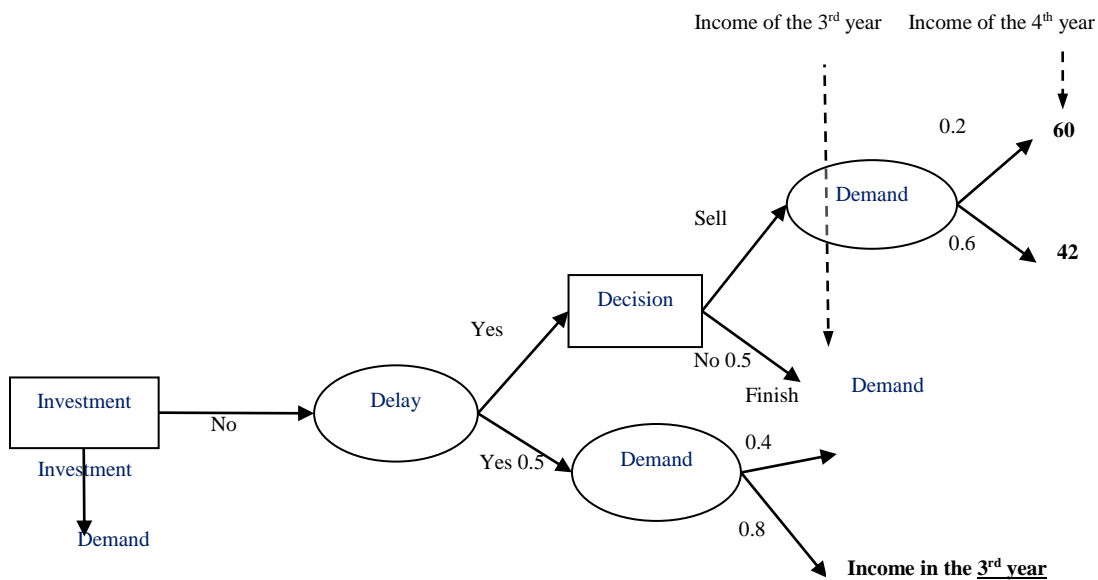 Income of the 3rd year Income of the 4th year
0.2
60
Demand
Sell
0.6
42
Decision
Yes
No 0.5
Finish
Demand
Investment
Delay
No
Investment
Yes 0.5
Demand
0.4
0.8
Demand
Income in the 3rd year